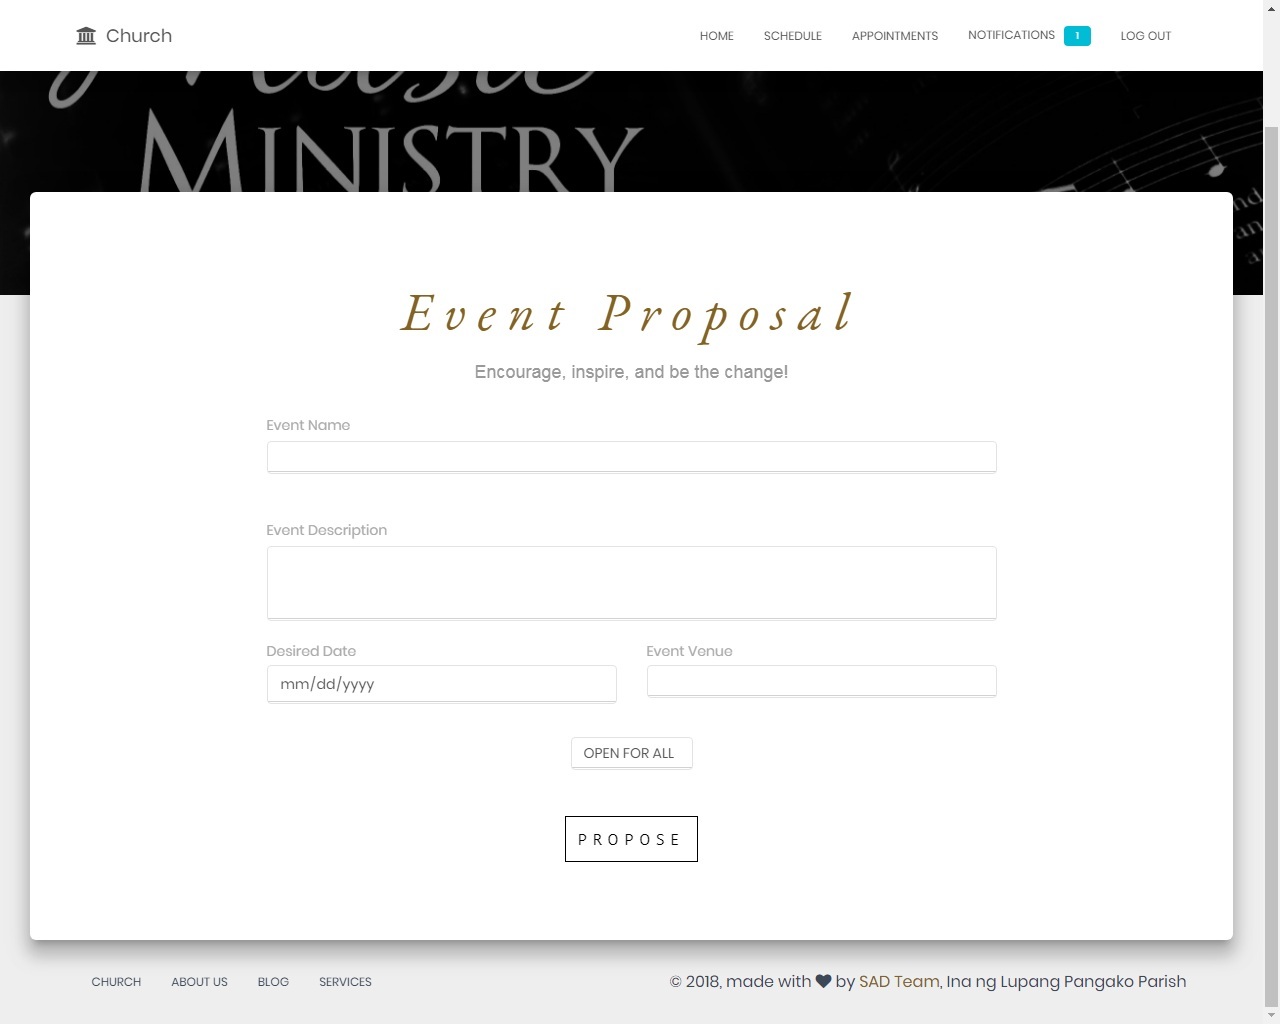 Church
HOME SCHEDULE APPOINTMENTS NOTIFICATIONS 1 LOG OUT
Music
MINISTRY
Event Proposal
Encourage, inspire, and be the change!
Event Name
Event Description
Desired Date Event Venue
mm/dd/yyyy
OPEN FOR ALL
PROPOSE
CHURCH ABOUT US BLOG SERVICES
© 2018, made with ♥ by SAD Team, Ina ng Lupang Pangako Parish